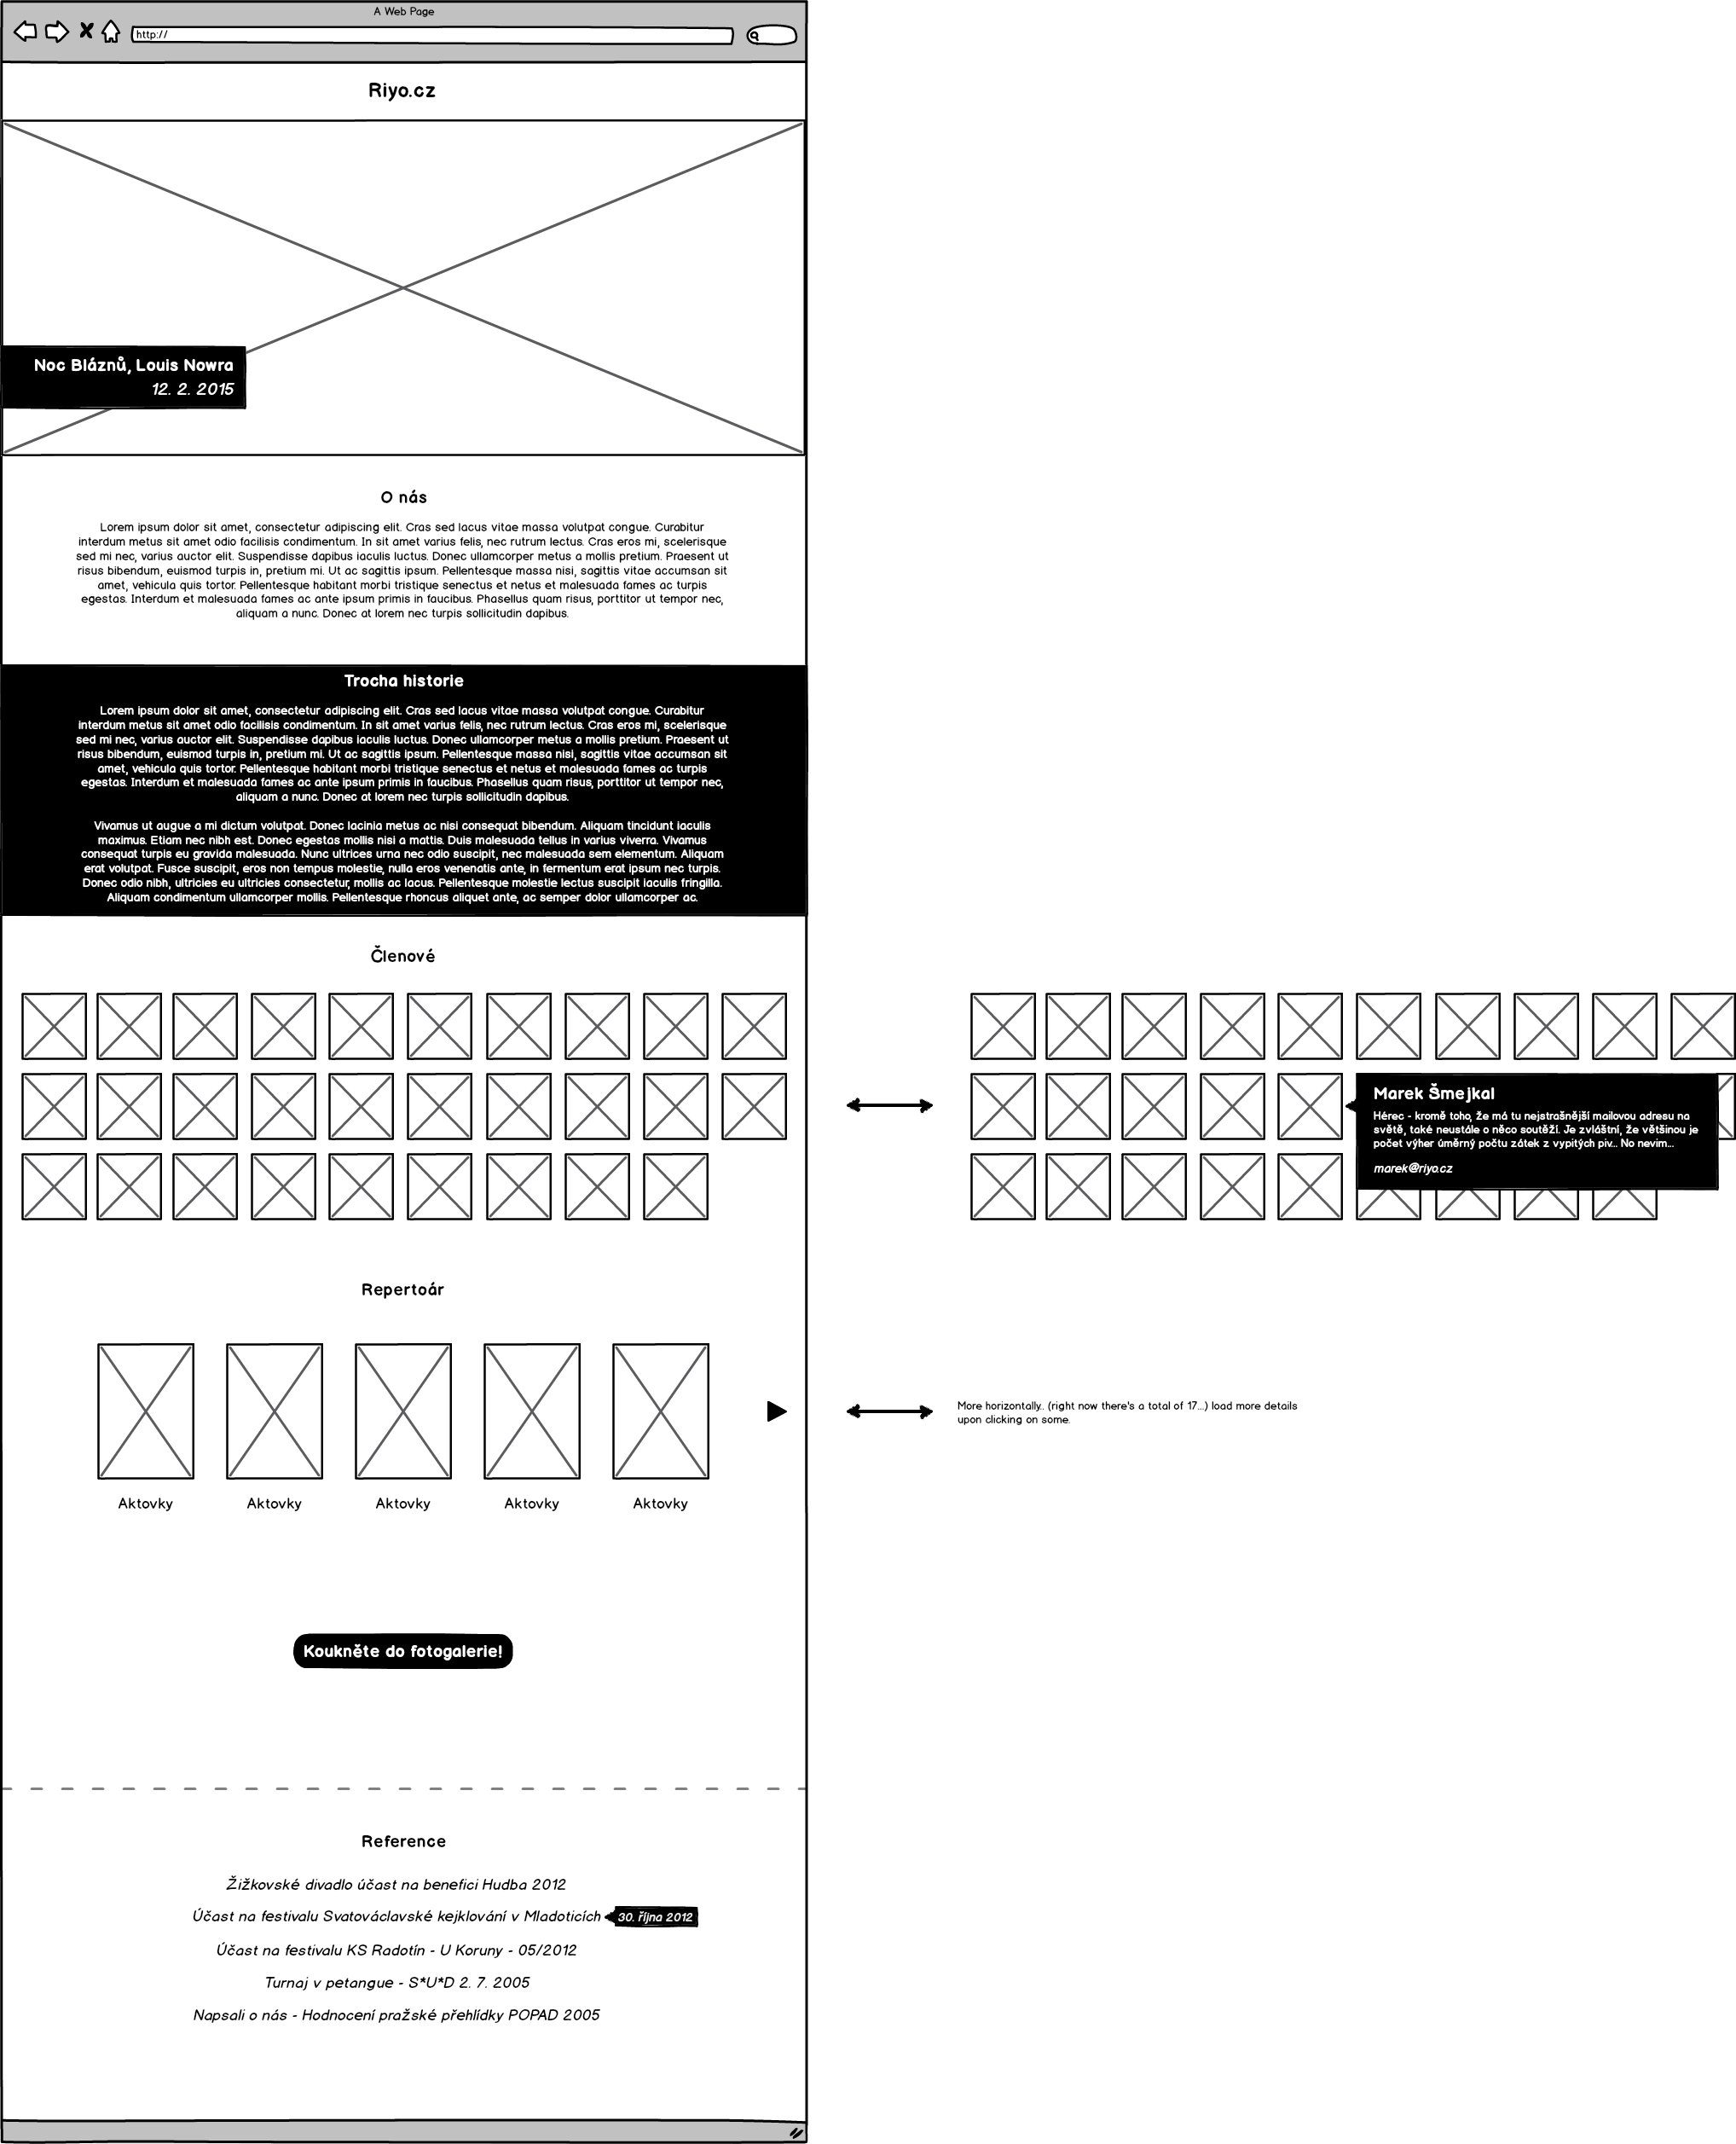 A Web Page
http://
Riyo.cz
Noc Bláznů, Louis Nowra
12. 2. 2015
O nás
Lorem ipsum dolor sit amet, consectetur adipiscing elit. Cras sed lacus vitae massa volutpat congue. Curabitur
interdum metus sit amet odio facilisis condimentum. In sit amet varius felis, nec rutrum lectus. Cras eros mi, scelerisque
sed mi nec, varius auctor elit. Suspendisse dapibus iaculis luctus. Donec ullamcorper metus a mollis pretium. Praesent ut
risus bibendum, euismod turpis in, pretium mi. Ut ac sagittis ipsum. Pellentesque massa nisi, sagittis vitae accumsan sit
amet, vehicula quis tortor. Pellentesque habitant morbi tristique senectus et netus et malesuada fames ac turpis
egestas. Interdum et malesuada fames ac ante ipsum primis in faucibus. Phasellus quam risus, porttitor ut tempor nec,
aliquam a nunc. Donec at lorem nec turpis sollicitudin dapibus.
Trocha historie
Lorem ipsum dolor sit amet, consectetur adipiscing elit. Cras sed lacus vitae massa volutpat congue. Curabitur
interdum metus sit amet odio facilisis condimentum. In sit amet varius felis, nec rutrum lectus. Cras eros mi, scelerisque
sed mi nec, varius auctor elit. Suspendisse dapibus iaculis luctus. Donec ullamcorper metus a mollis pretium. Praesent ut
risus bibendum, euismod turpis in, pretium mi. Ut ac sagittis ipsum. Pellentesque massa nisi, sagittis vitae accumsan sit
amet, vehicula quis tortor. Pellentesque habitant morbi tristique senectus et netus et malesuada fames ac turpis
egestas. Interdum et malesuada fames ac ante ipsum primis in faucibus. Phasellus quam risus, porttitor ut tempor nec,
aliquam a nunc. Donec at lorem nec turpis sollicitudin dapibus.
Vivamus ut augue a mi dictum volutpat. Donec lacinia metus ac nisi consequat bibendum. Aliquam tincidunt iaculis
maximus. Etiam nec nibh est. Donec egestas mollis nisi a mattis. Duis malesuada tellus in varius viverra. Vivamus
consequat turpis eu gravida malesuada. Nunc ultrices urna nec odio suscipit, nec malesuada sem elementum. Aliquam
erat volutpat. Fusce suscipit, eros non tempus molestie, nulla eros venenatis ante, in fermentum erat ipsum nec turpis.
Donec odio nibh, ultricies eu ultricies consectetur, mollis ac lacus. Pellentesque molestie lectus suscipit iaculis fringilla.
Aliquam condimentum ullamcorper mollis. Pellentesque rhoncus aliquet ante, ac semper dolor ullamcorper ac.
Členové
Marek Šmejkal
Hérec - kromě toho, že má tu nejstrašnější mailovou adresu na
světě, také neustále o něco soutěží. Je zvláštní, že většinou je
počet výher úměrný počtu zátek z vypitých piv... No nevim...
marek@riyo.cz
Repertoár
More horizontally.. (right now there's a total of 17...) load more details
upon clicking on some.
Aktovky Aktovky Aktovky Aktovky Aktovky
Koukněte do fotogalerie!
Reference
Žižkovské divadlo účast na benefici Hudba 2012
Účast na festivalu Svatováclavské kejklování v Mladoticích 30. října 2012
Účast na festivalu KS Radotín - U Koruny - 05/2012
Turnaj v petangue - S*U*D 2. 7. 2005
Napsali o nás - Hodnocení pražské přehlídky POPAD 2005